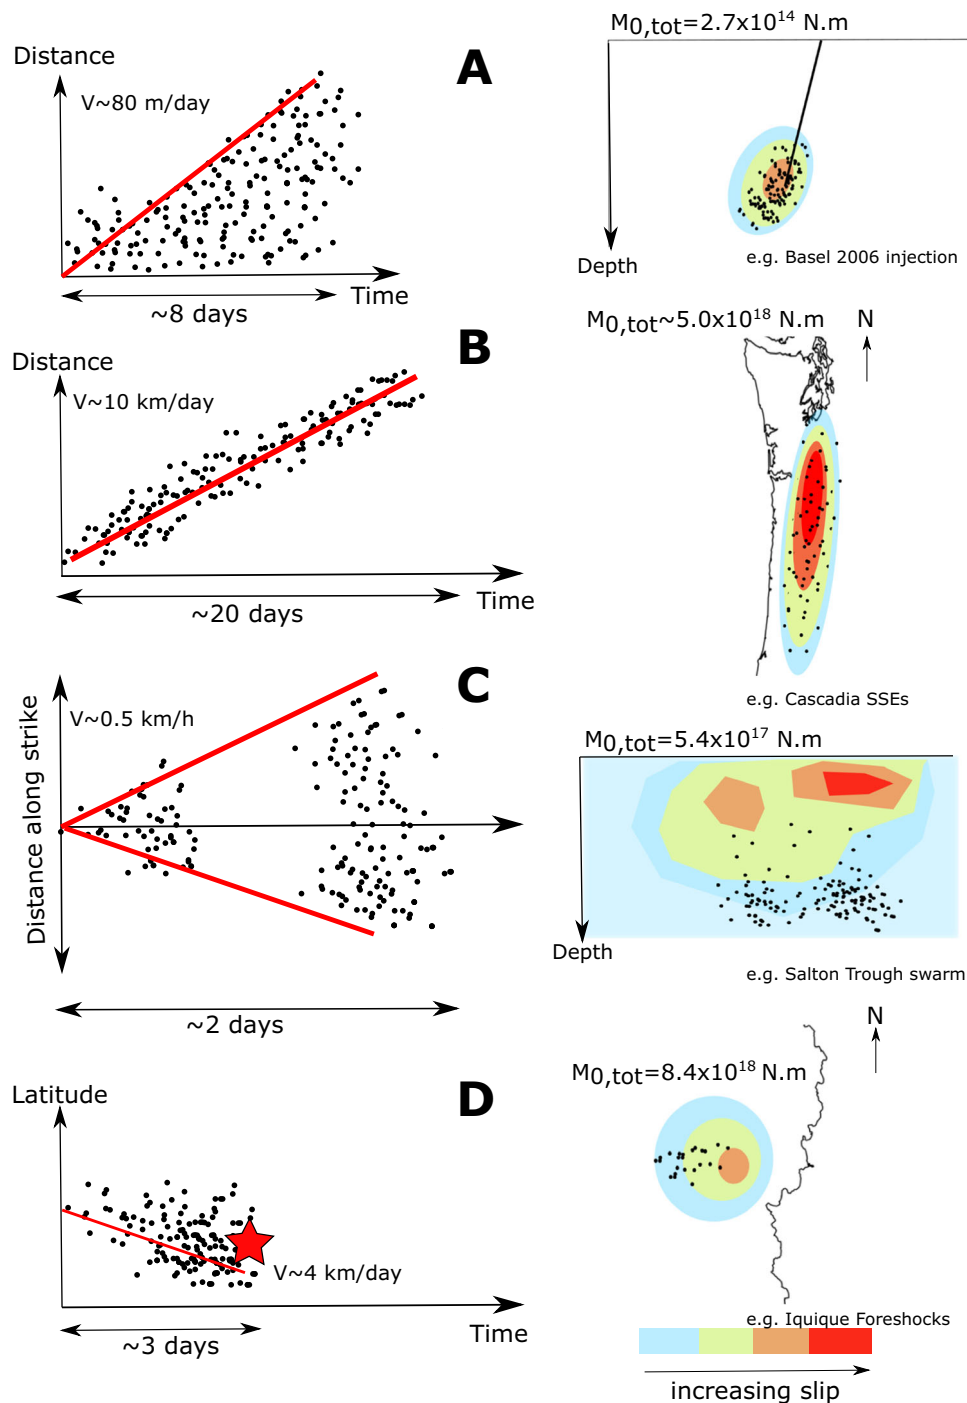 M0,tot=2.7x10^14 N.m
Distance
A
V~80 m/day
Time
~8 days
Depth
e.g. Basel 2006 injection
M0,tot~5.0x10^18 N.m
N
B
Distance
V~10 km/day
Time
~20 days
e.g. Cascadia SSEs
C
V~0.5 km/h
Distance along strike
~2 days
M0,tot=5.4x10^17 N.m
Depth
e.g. Salton Trough swarm
N
D
Latitude
V~4 km/day
Time
~3 days
M0,tot=8.4x10^18 N.m
e.g. Iquique Foreshocks
increasing slip